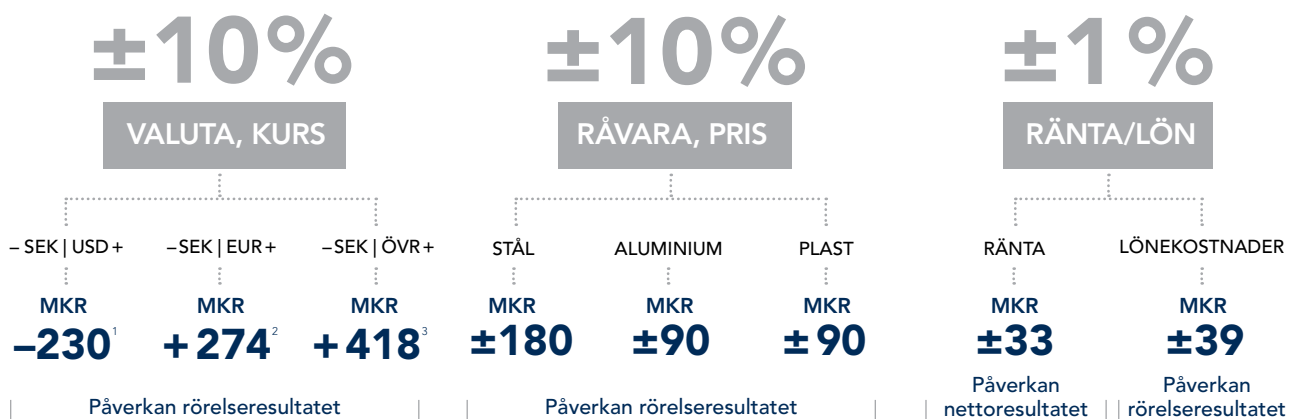 ±10%
VALUTA, KURS
– SEK | USD +
MKR
–230¹
–SEK | EUR +
MKR
+274²
–SEK | ÖVR +
MKR
+418³
Påverkan rörelseresultatet
±10%
RÅVARA, PRIS
STÅL
MKR
±180
ALUMINIUM
MKR
±90
PLAST
MKR
±90
Påverkan rörelseresultatet
±1%
RÄNTA/LÖN
RÄNTA
MKR
±33
Påverkan
nettoresultatet
LÖNEKOSTNADER
MKR
±39
Påverkan
rörelseresultatet